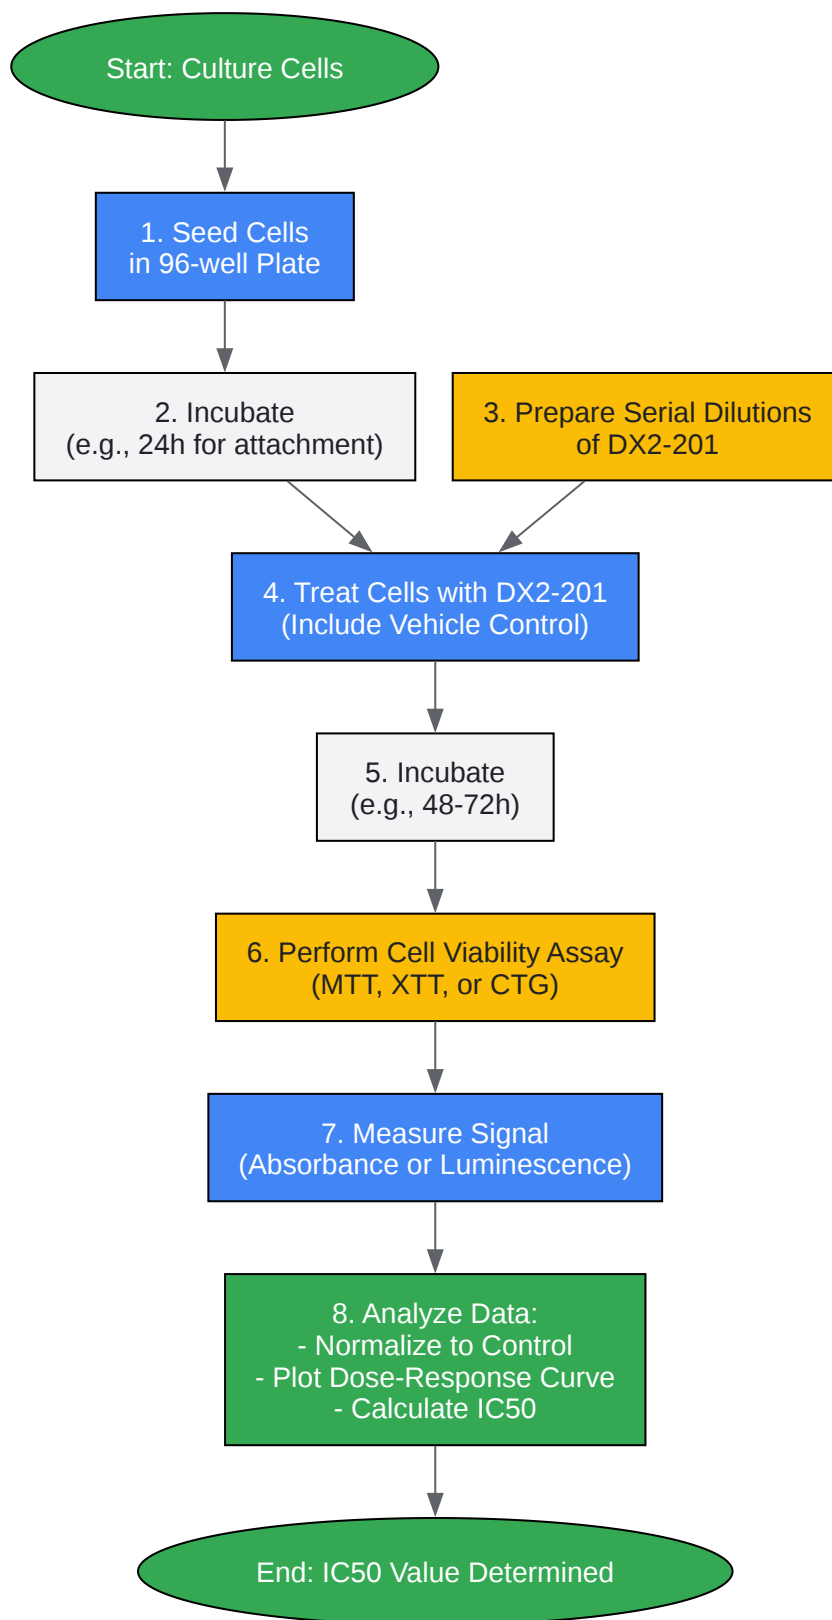 Start: Culture Cells
1. Seed Cells
in 96-well Plate
2. Incubate
(e.g., 24h for attachment)
3. Prepare Serial Dilutions
of DX2-201
4. Treat Cells with DX2-201
(Include Vehicle Control)
5. Incubate
(e.g., 48-72h)
6. Perform Cell Viability Assay
(MTT, XTT, or CTG)
7. Measure Signal
(Absorbance or Luminescence)
8. Analyze Data:
- Normalize to Control
- Plot Dose-Response Curve
- Calculate IC50
End: IC50 Value Determined